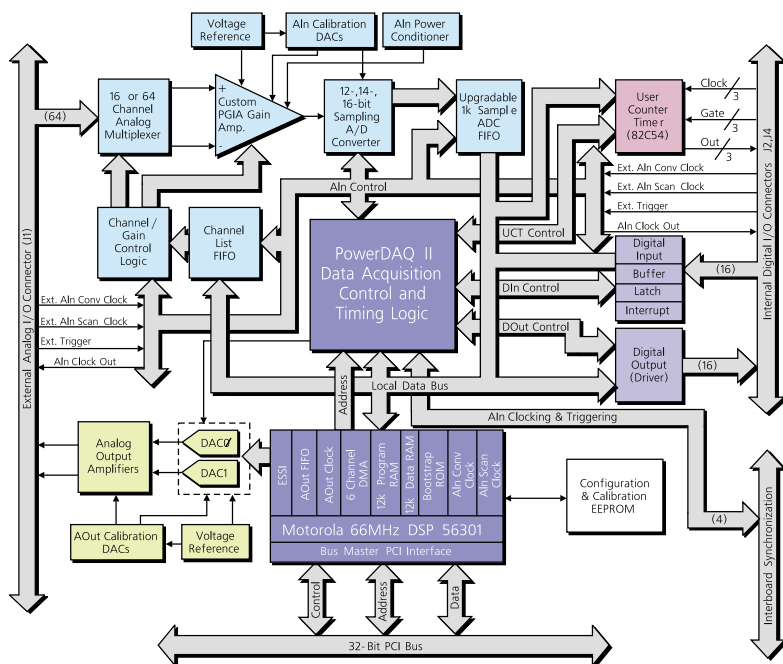 Voltage
Reference
AIn Calibration
DACs
AIn Power
Conditioner
(64)
16 or 64
Channel
Analog
Multiplexer
+
Custom
PGIA Gain
Amp.
-
12-,14-,
16-bit
Sampling
A/D
Converter
Upgradable
1k Sample
ADC
FIFO
User
Counter
Timer
(82C54)
Clock
3
Gate
3
Out
3
External Analog I/O Connector (J1)
Internal Digital I/O Connectors J2,J4
AIn Control
Ext. AIn Conv Clock
Ext. AIn Scan Clock
Ext. Trigger
AIn Clock Out
Channel /
Gain
Control
Logic
Channel
List
FIFO
PowerDAQ II
Data Acquisition
Control and
Timing Logic
UCT Control
DIn Control
DOut Control
Digital
Input
Buffer
Latch
Interrupt
(16)
Ext. AIn Conv Clock
Ext. AIn Scan Clock
Ext. Trigger
AIn Clock Out
Digital
Output
(Driver)
(16)
Address
Local Data Bus
AIn Clocking & Triggering
Analog
Output
Amplifiers
DAC0
DAC1
ESSI
AOut FIFO
AOut Clock
6 Channel
DMA
12k Program
RAM
12k Data RAM
Bootstrap
ROM
AIn Conv
Clock
AIn Scan
Clock
Motorola 66MHz DSP 56301
Bus Master PCI Interface
Configuration
& Calibration
EEPROM
(4)
Interboard Synchronization
AOut Calibration
DACs
Voltage
Reference
Control
Address
Data
32-Bit PCI Bus